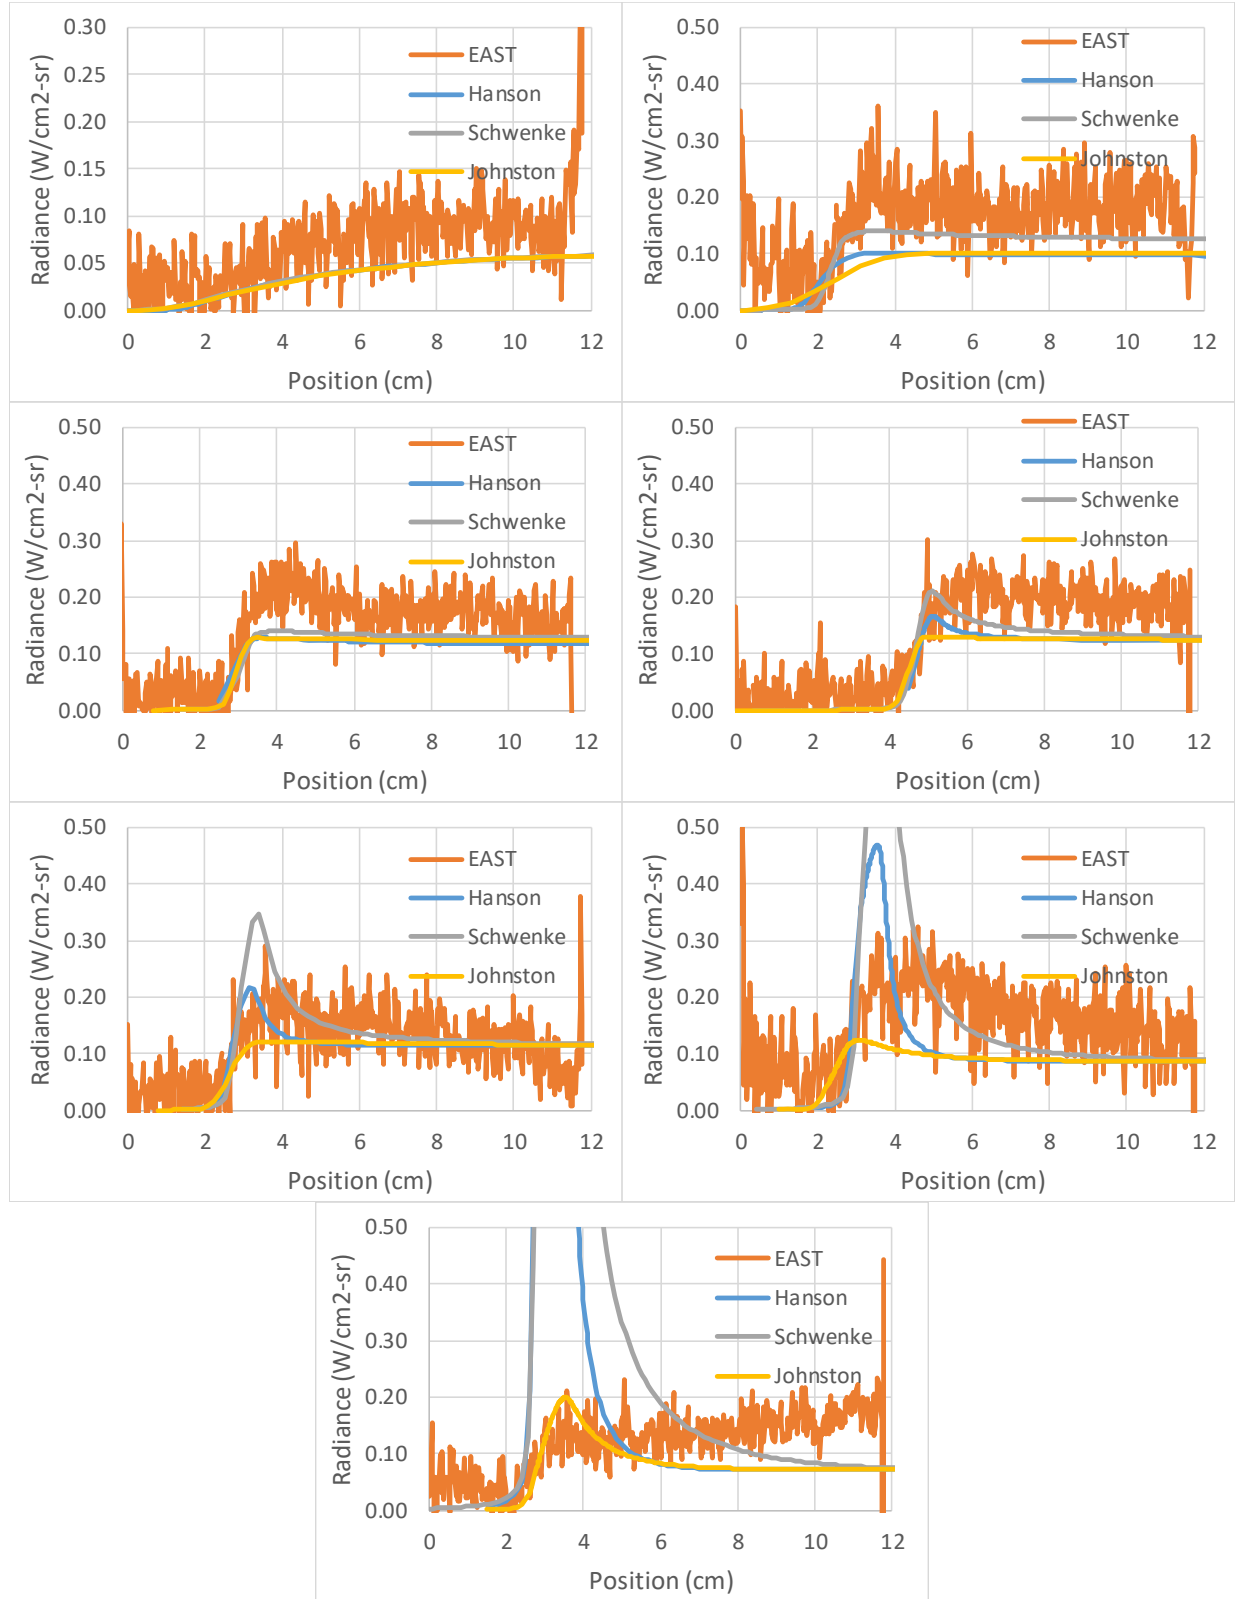 0.30
0.25
0.20
0.15
0.10
0.05
0.00
Radiance (W/cm2-sr)
EAST
Hanson
Schwenke
Johnston
0 2 4 6 8 10 12
Position (cm)
0.50
0.40
0.30
0.20
0.10
0.00
Radiance (W/cm2-sr)
EAST
Hanson
Schwenke
Johnston
0 2 4 6 8 10 12
Position (cm)
0.50
0.40
0.30
0.20
0.10
0.00
Radiance (W/cm2-sr)
EAST
Hanson
Schwenke
Johnston
0 2 4 6 8 10 12
Position (cm)
0.50
0.40
0.30
0.20
0.10
0.00
Radiance (W/cm2-sr)
EAST
Hanson
Schwenke
Johnston
0 2 4 6 8 10 12
Position (cm)
0.50
0.40
0.30
0.20
0.10
0.00
Radiance (W/cm2-sr)
EAST
Hanson
Schwenke
Johnston
0 2 4 6 8 10 12
Position (cm)
0.50
0.40
0.30
0.20
0.10
0.00
Radiance (W/cm2-sr)
EAST
Hanson
Schwenke
Johnston
0 2 4 6 8 10 12
Position (cm)
0.50
0.40
0.30
0.20
0.10
0.00
Radiance (W/cm2-sr)
EAST
Hanson
Schwenke
Johnston
0 2 4 6 8 10 12
Position (cm)